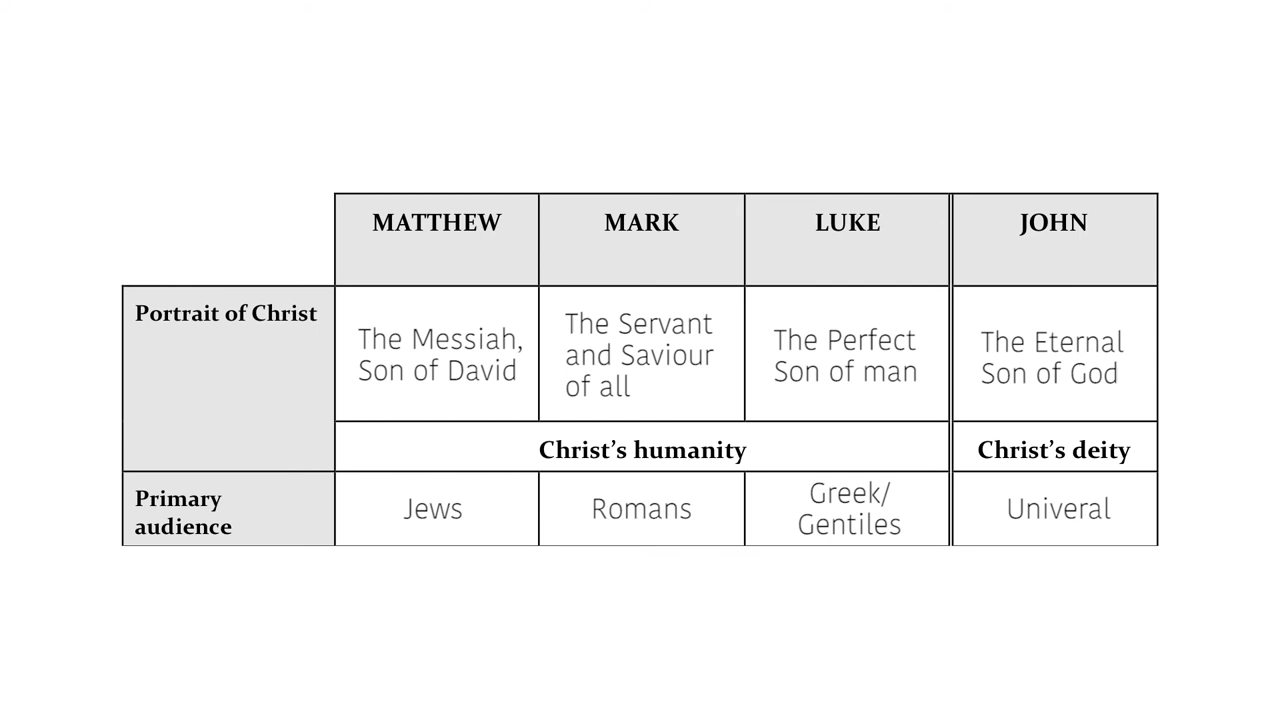 MATTHEW MARK LUKE JOHN
Portrait of Christ
The Messiah,
Son of David
The Servant
and Saviour
of all
The Perfect
Son of man
The Eternal
Son of God
Christ’s humanity Christ’s deity
Primary
audience
Jews
Romans
Greek/
Gentiles
Univeral